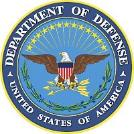 DEPARTMENT OF DEFENSE
UNITED STATES OF AMERICA